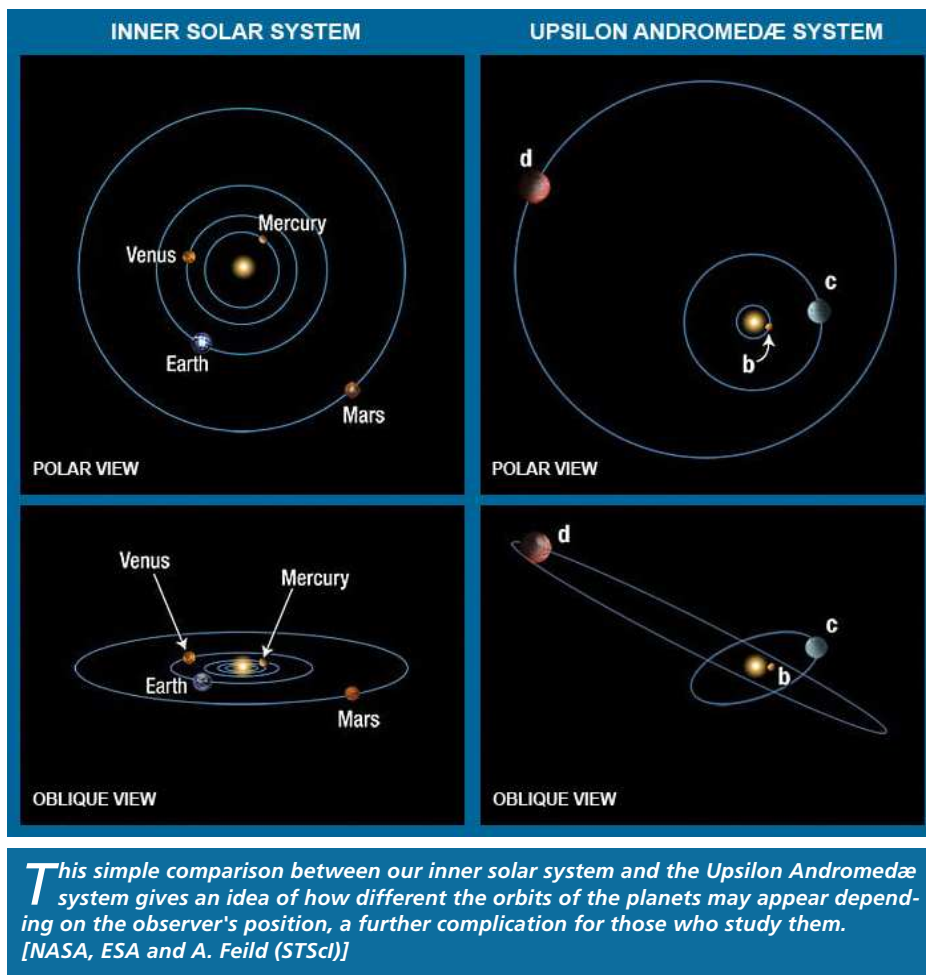 INNER SOLAR SYSTEM
Mercury
Venus
Earth
Mars
POLAR VIEW
UPSILON ANDROMEDÆ SYSTEM
d
c
b
POLAR VIEW
Venus
Mercury
Earth
Mars
OBLIQUE VIEW
d
c
b
OBLIQUE VIEW
This simple comparison between our inner solar system and the Upsilon Andromedæ
system gives an idea of how different the orbits of the planets may appear depend-
ing on the observer's position, a further complication for those who study them.
[NASA, ESA and A. Feild (STScI)]